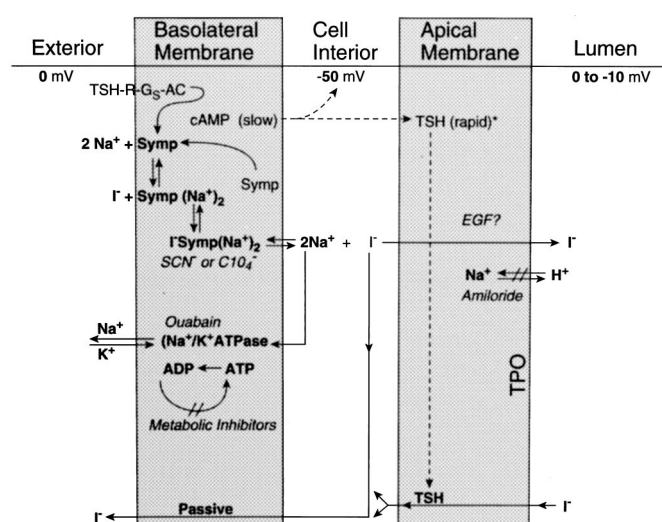 Exterior
Basolateral
Membrane
Cell
Interior
Apical
Membrane
Lumen
0 mV
-50 mV
0 to -10 mV
TSH-R-G_S-AC
cAMP (slow)
TSH (rapid)*
2 Na⁺ + Symp
Symp
I⁻ + Symp (Na⁺)₂
EGF?
I⁻Symp(Na⁺)₂
2Na⁺ + I⁻
I⁻
SCN⁻ or C10₄⁻
Na⁺
H⁺
Amiloride
Ouabain
Na⁺
(Na⁺/K⁺ATPase
K⁺
ADP
ATP
TPO
Metabolic Inhibitors
TSH
I⁻
Passive
I⁻